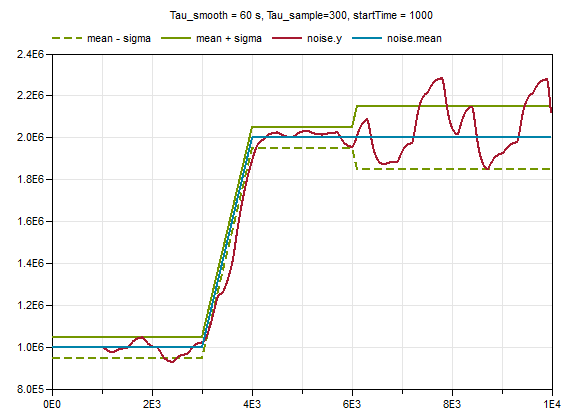 Tau_smooth = 60 s, Tau_sample=300, startTime = 1000
mean - sigma mean + sigma noise.y noise.mean
2.4E6
2.2E6
2.0E6
1.8E6
1.6E6
1.4E6
1.2E6
1.0E6
8.0E5
0E0 2E3 4E3 6E3 8E3 1E4